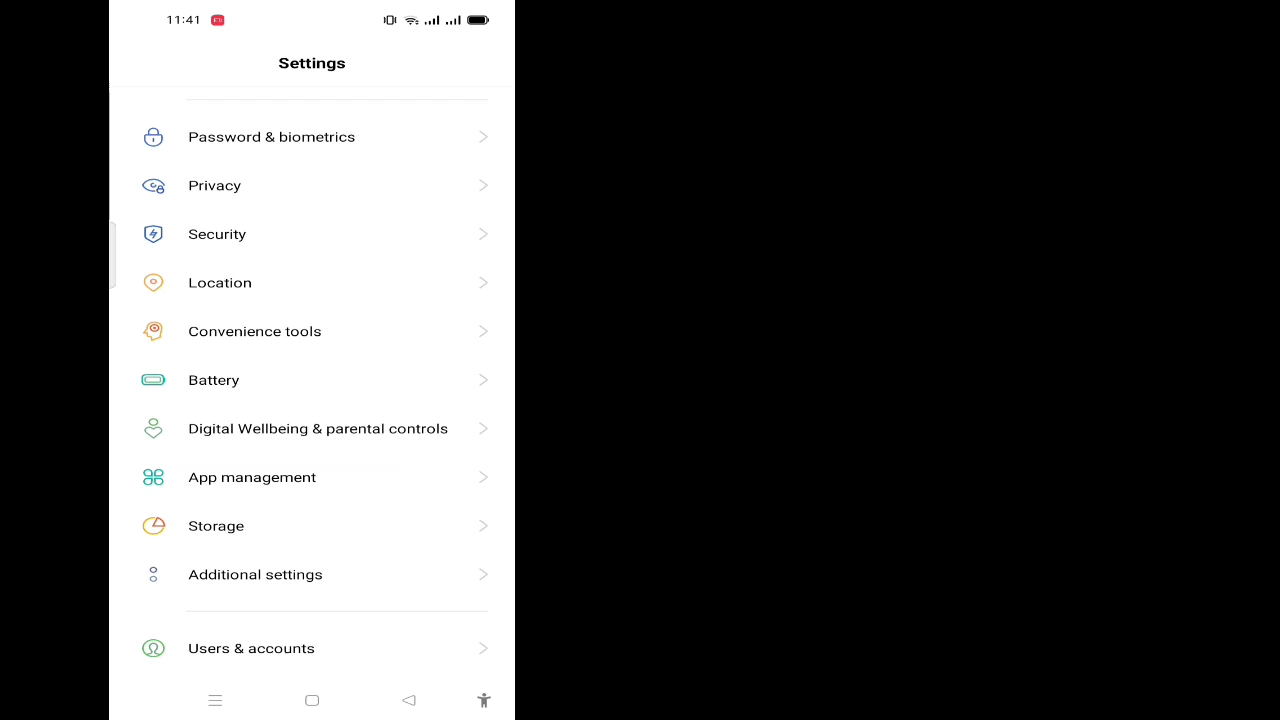 11:41
Settings
Password & biometrics
Privacy
Security
Location
Convenience tools
Battery
Digital Wellbeing & parental controls
App management
Storage
Additional settings
Users & accounts